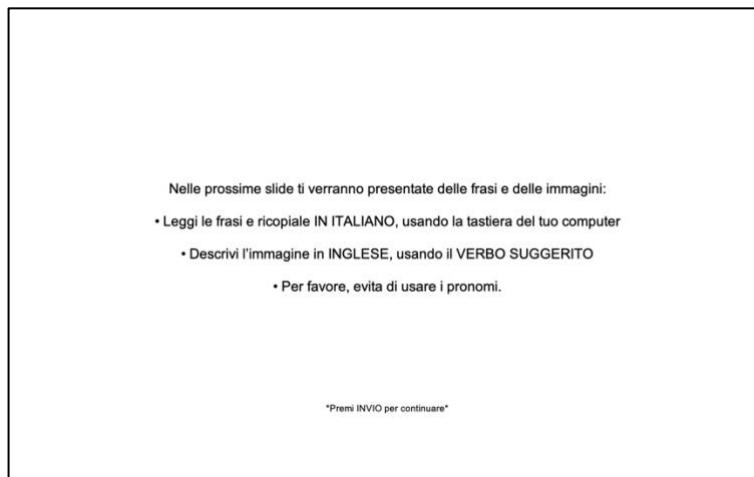 Nelle prossime slide ti verranno presentate delle frasi e delle immagini:
• Leggi le frasi e ricopiale IN ITALIANO, usando la tastiera del tuo computer
• Descrivi l'immagine in INGLESE, usando il VERBO SUGGERITO
• Per favore, evita di usare i pronomi.
*Premi INVIO per continuare*